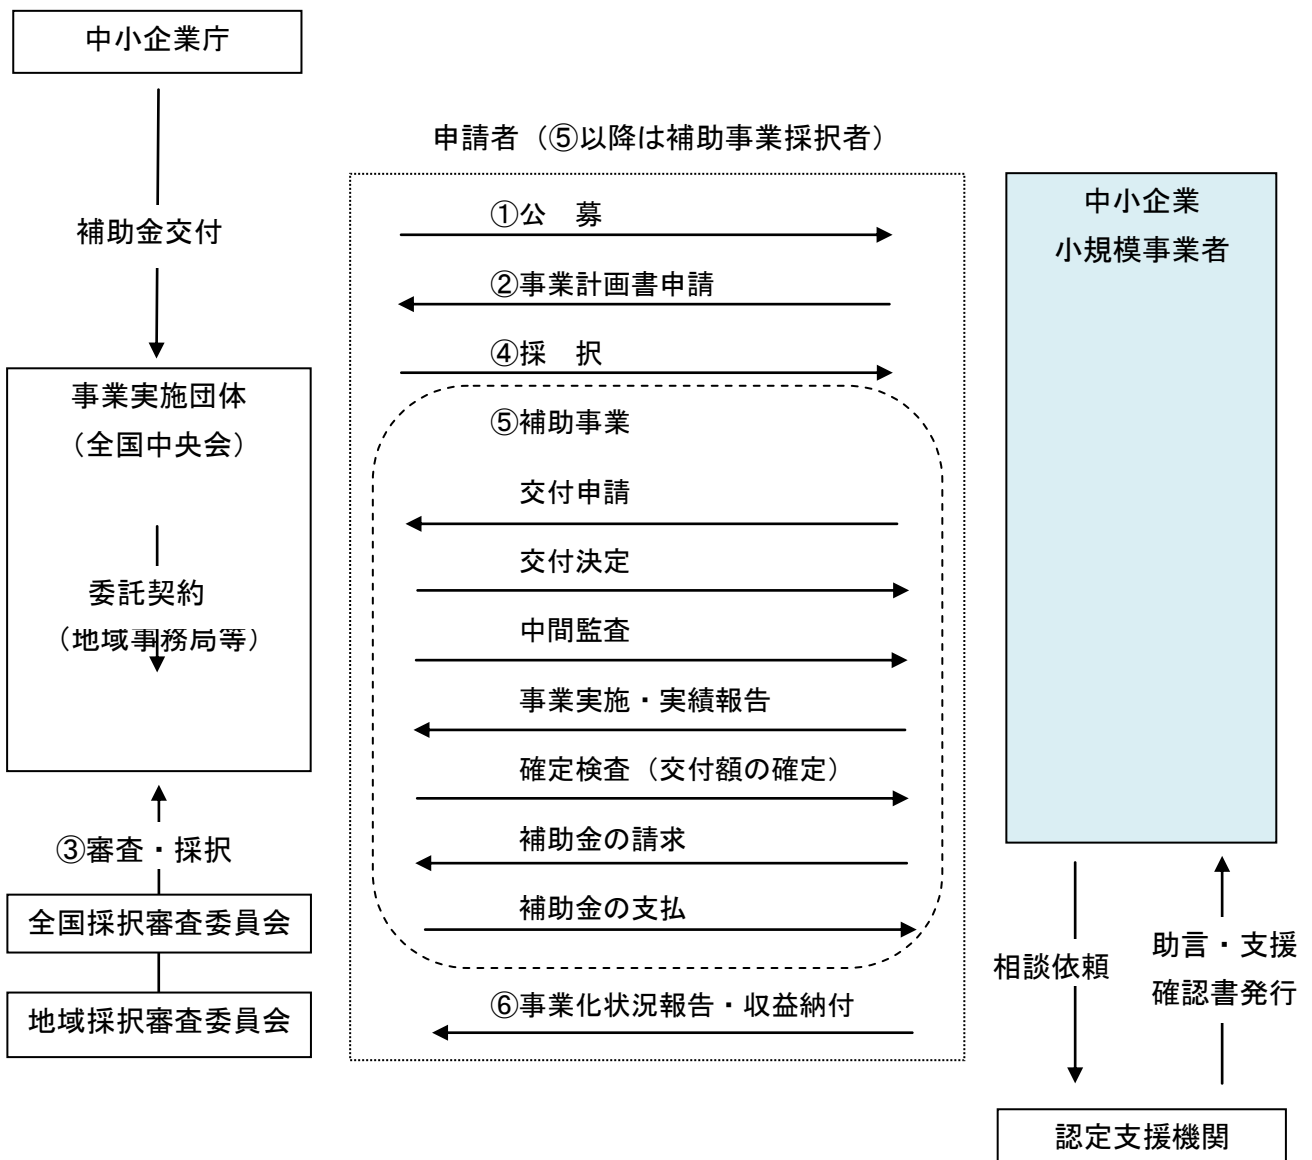 中小企業庁
補助金交付
事業実施団体
（全国中央会）
委託契約
（地域事務局等）
③審査・採択
全国採択審査委員会
地域採択審査委員会
申請者（⑤以降は補助事業採択者）
①公　募
②事業計画書申請
④採　択
⑤補助事業
交付申請
交付決定
中間監査
事業実施・実績報告
確定検査（交付額の確定）
補助金の請求
補助金の支払
⑥事業化状況報告・収益納付
中小企業
小規模事業者
相談依頼
助言・支援
確認書発行
認定支援機関